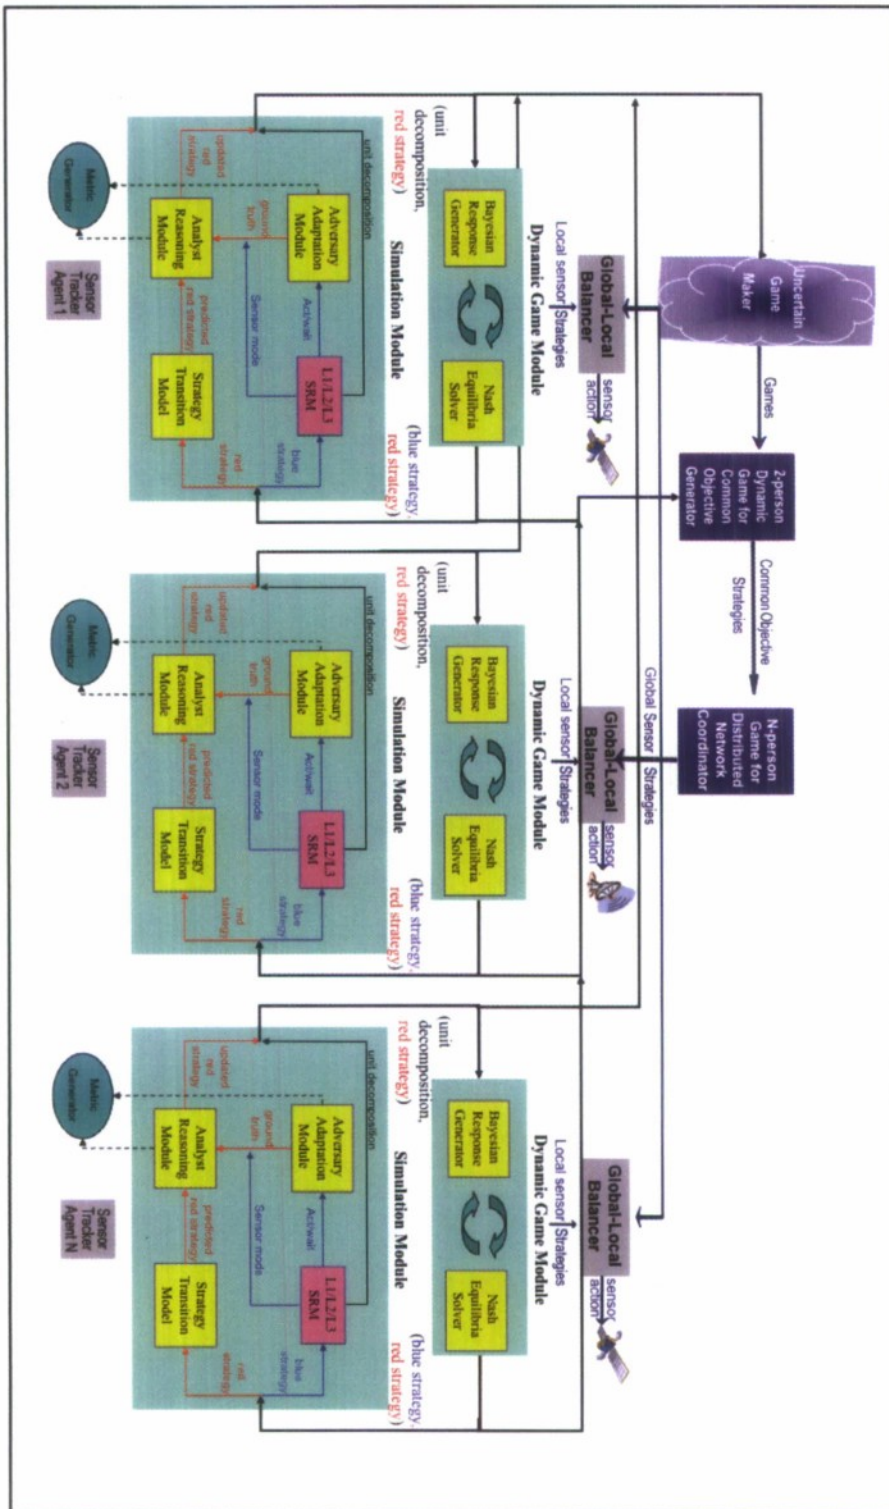 Uncertain
Game
Maker
Games
2-person
Dynamic
Game for
Common
Objective
Generator
Common Objective
Strategies
N-person
Game for
Distributed
Network
Coordinator
Global Sensor
Strategies
Global-Local
Balancer
sensor
action
Local sensor
Strategies
Dynamic Game Module
Bayesian
Response
Generator
Nash
Equilibria
Solver
(unit
decomposition,
red strategy)
(blue strategy,
red strategy)
Simulation Module
unit decomposition
Adversary
Adaptation
Module
Act/wait
L1/L2/L3
SRM
blue
strategy
ground
truth
Sensor mode
updated
red
strategy
Analyst
Reasoning
Module
predicted
red strategy
Strategy
Transition
Model
red
strategy
Metric
Generator
Sensor
Tracker
Agent 1
Global-Local
Balancer
sensor
action
Local sensor
Strategies
Dynamic Game Module
Bayesian
Response
Generator
Nash
Equilibria
Solver
(unit
decomposition,
red strategy)
(blue strategy,
red strategy)
Simulation Module
unit decomposition
Adversary
Adaptation
Module
Act/wait
L1/L2/L3
SRM
blue
strategy
ground
truth
Sensor mode
updated
red
strategy
Analyst
Reasoning
Module
predicted
red strategy
Strategy
Transition
Model
red
strategy
Metric
Generator
Sensor
Tracker
Agent 2
Global-Local
Balancer
sensor
action
Local sensor
Strategies
Dynamic Game Module
Bayesian
Response
Generator
Nash
Equilibria
Solver
(unit
decomposition,
red strategy)
(blue strategy,
red strategy)
Simulation Module
unit decomposition
Adversary
Adaptation
Module
Act/wait
L1/L2/L3
SRM
blue
strategy
ground
truth
Sensor mode
updated
red
strategy
Analyst
Reasoning
Module
predicted
red strategy
Strategy
Transition
Model
red
strategy
Metric
Generator
Sensor
Tracker
Agent N